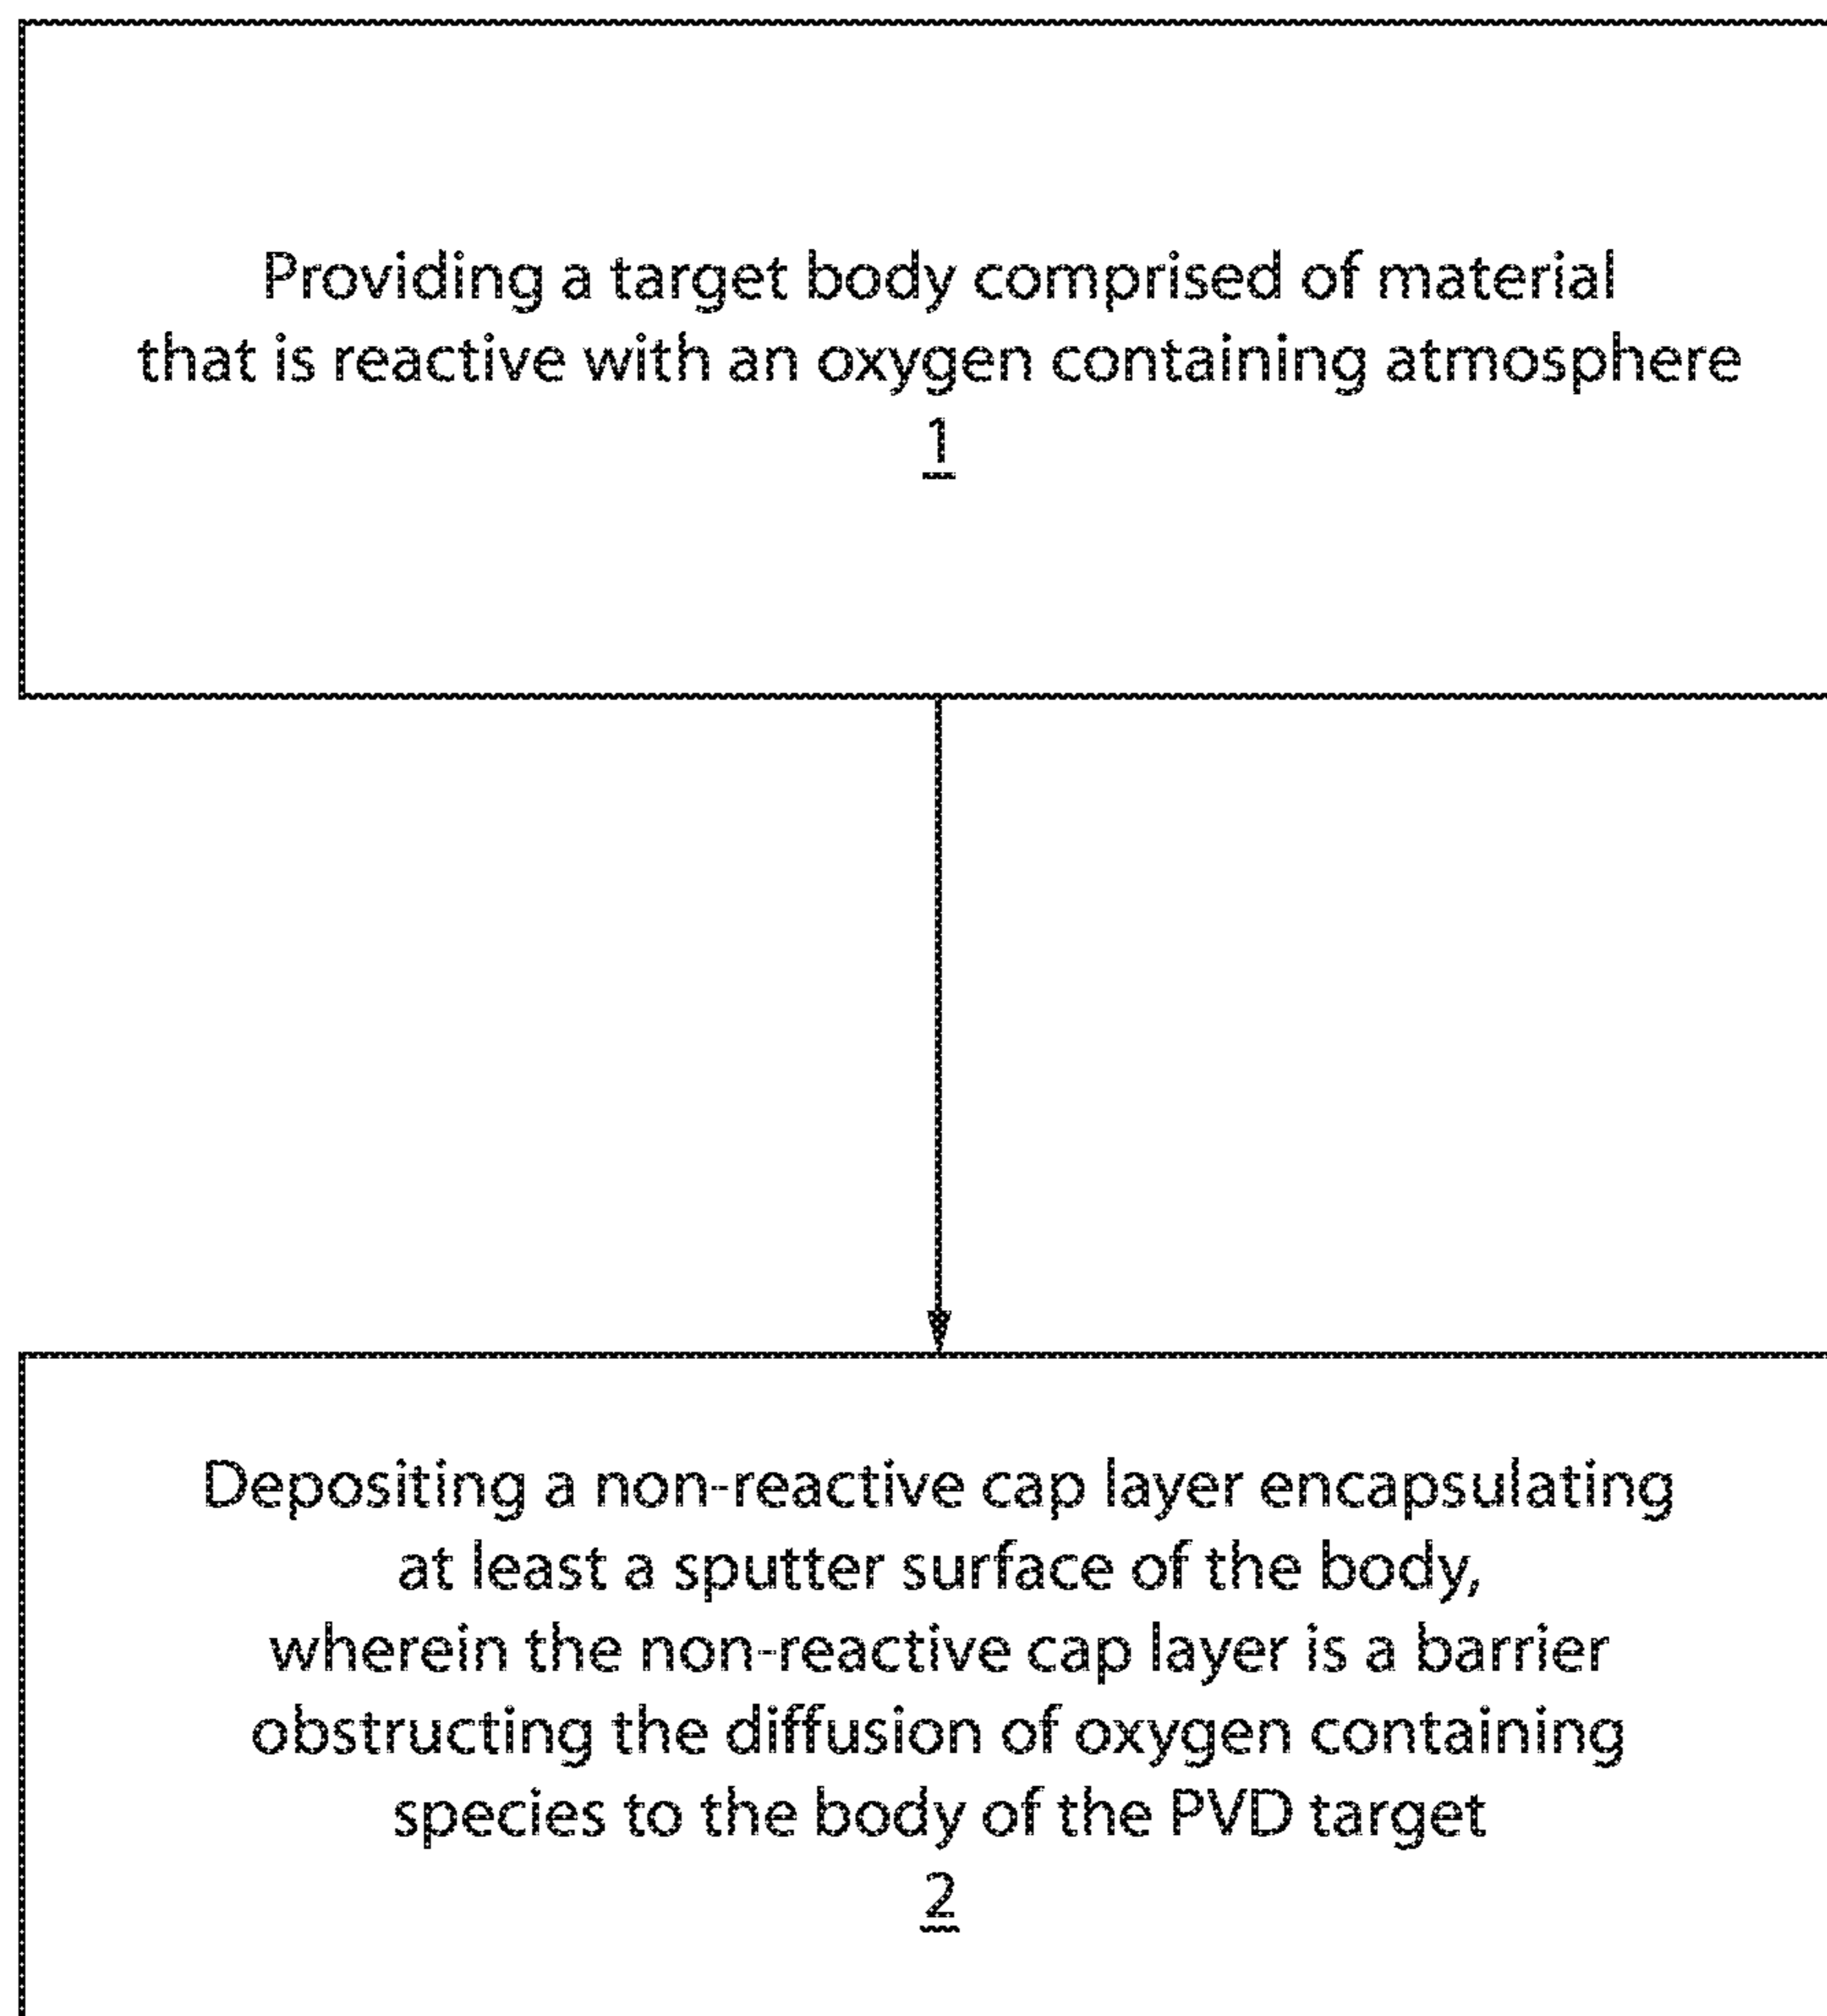 Providing a target body comprised of material
that is reactive with an oxygen containing atmosphere
1
Depositing a non-reactive cap layer encapsulating
at least a sputter surface of the body,
wherein the non-reactive cap layer is a barrier
obstructing the diffusion of oxygen containing
species to the body of the PVD target
2